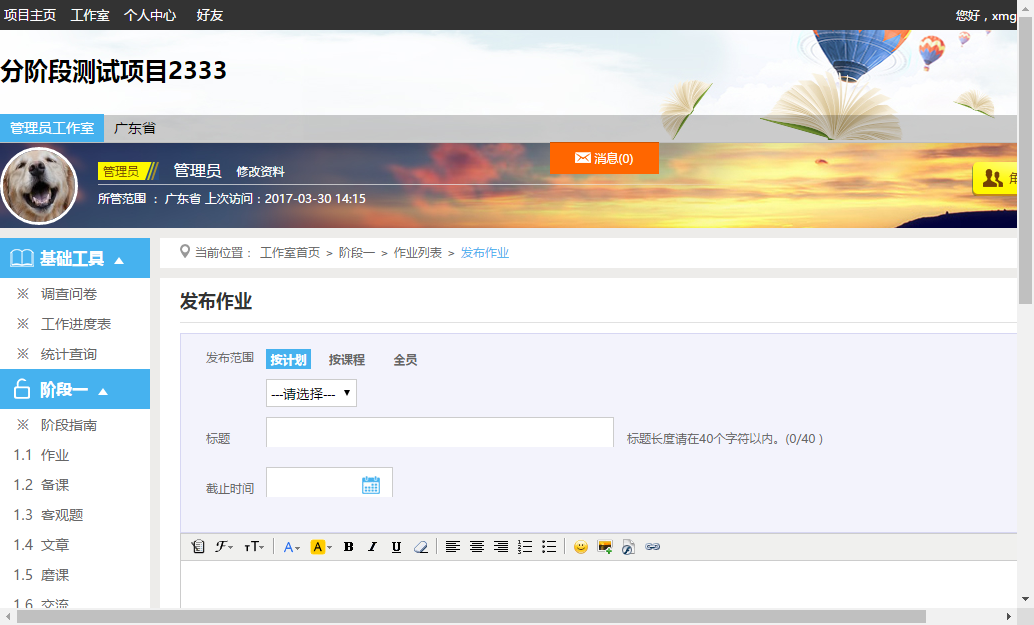 项目主页 工作室 个人中心 好友 您好，xmg
分阶段测试项目2333
管理员工作室 广东省
管理员 管理员 修改资料 消息(0)
所管范围 ： 广东省 上次访问：2017-03-30 14:15
基础工具
※ 调查问卷
※ 工作进度表
※ 统计查询
阶段一
※ 阶段指南
1.1 作业
1.2 备课
1.3 客观题
1.4 文章
1.5 磨课
1.6 交流
当前位置： 工作室首页 > 阶段一 > 作业列表 > 发布作业
发布作业
发布范围 按计划 按课程 全员
---请选择---
标题 标题长度请在40个字符以内。(0/40 )
截止时间